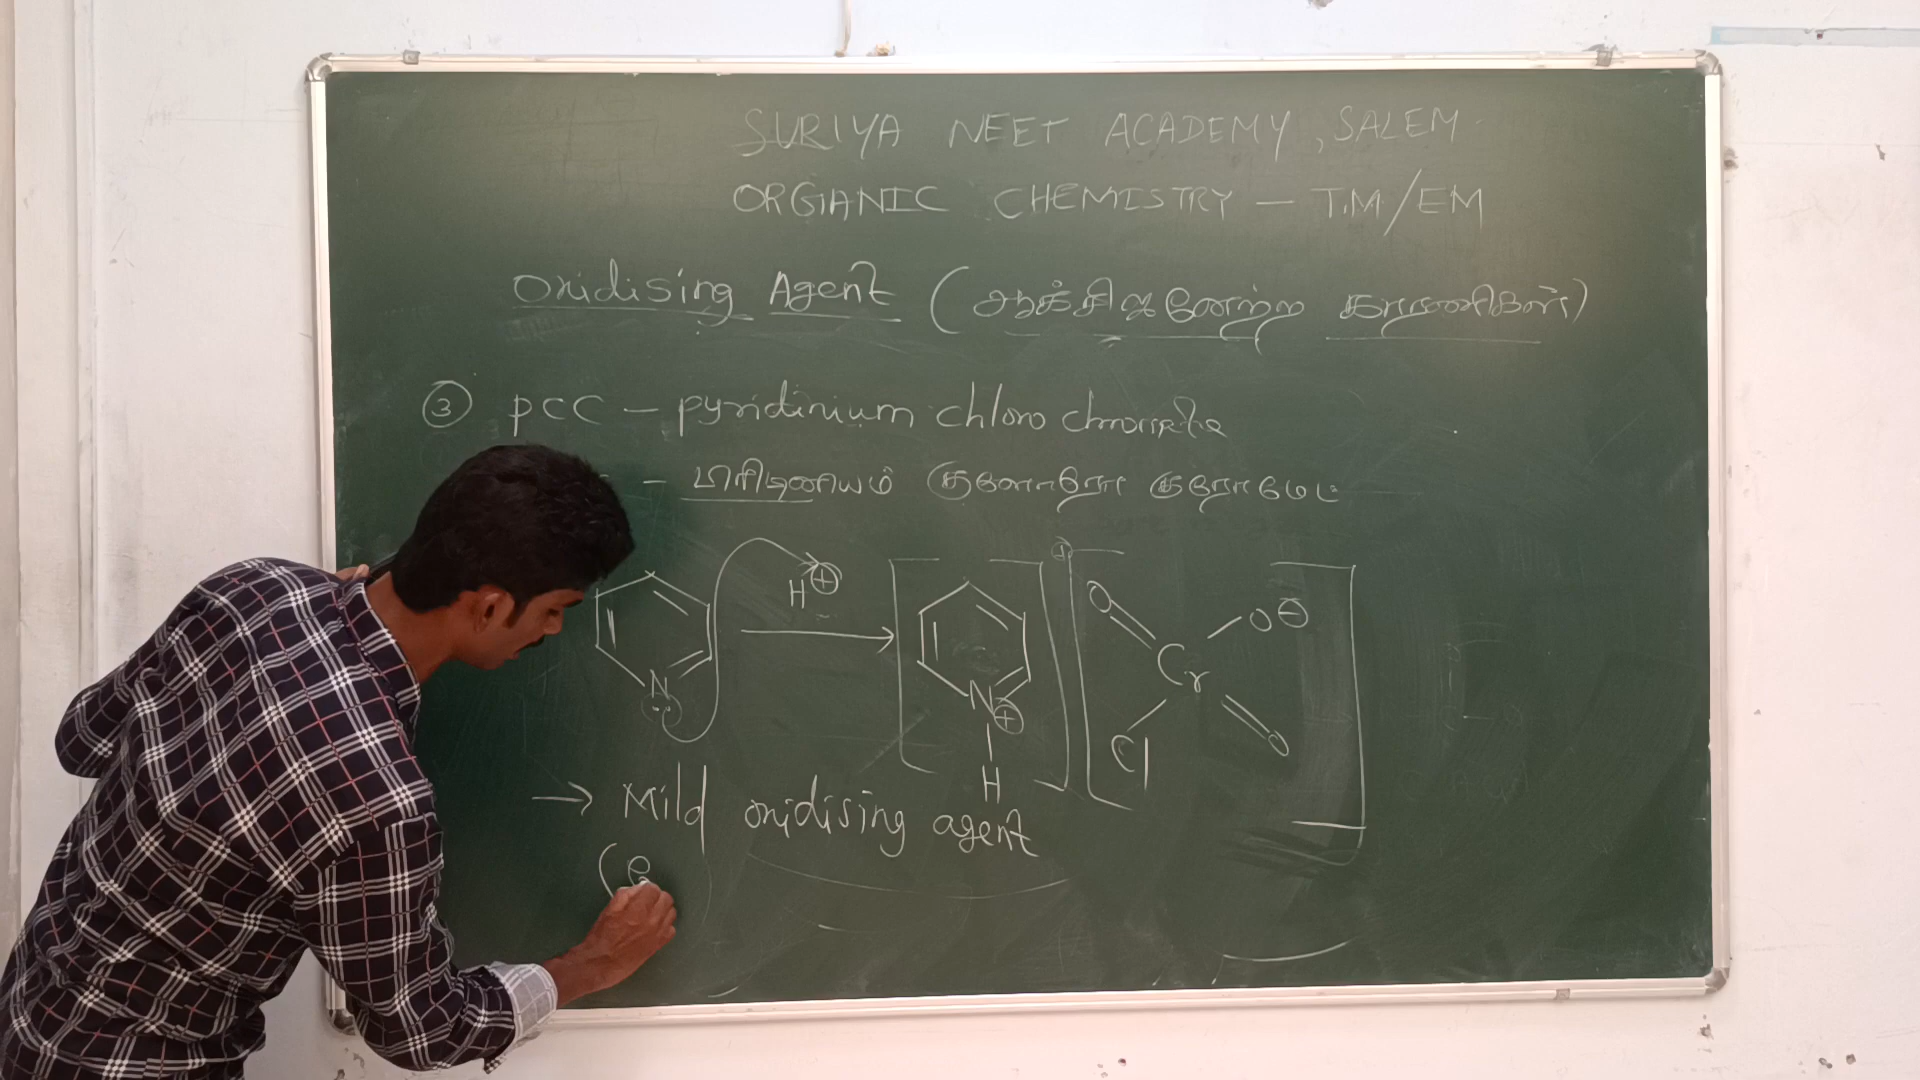 SURIYA NEET ACADEMY, SALEM.
ORGANIC CHEMISTRY – T.M/EM
Oxidising Agent (ஆக்சிஜனேற்ற காரணிகள்)
③ PCC – pyridinium chloro chromate
– பிரிடினியம் குளோரோ குரோமேட்
N H⊕ N⊕ H ⊕ O Cr O⊖ Cl O
→ Mild oxidising agent
(